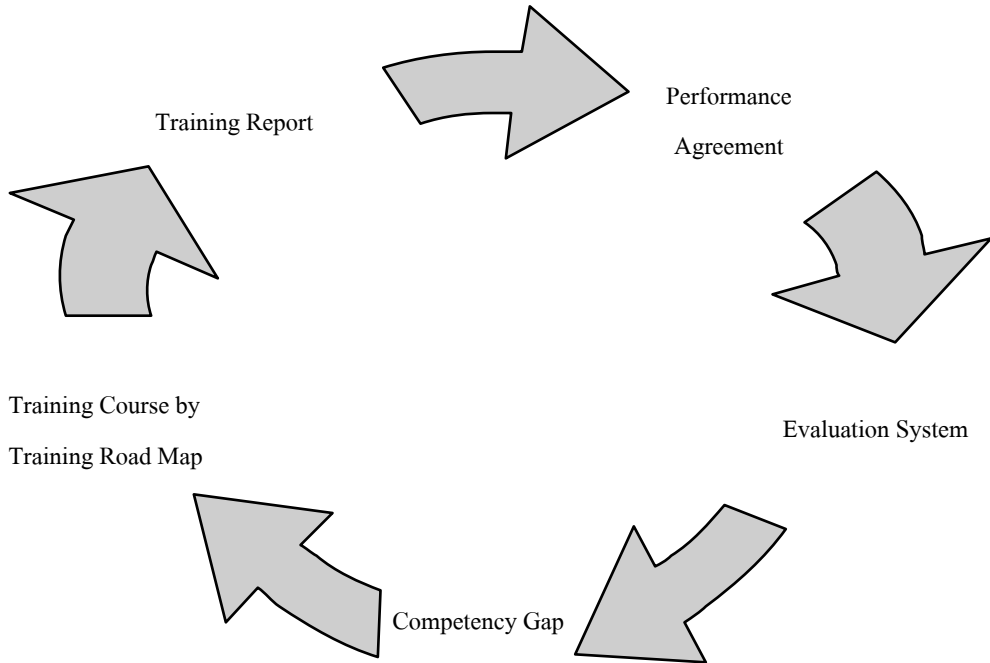 Training Report
Performance
Agreement
Evaluation System
Competency Gap
Training Course by
Training Road Map